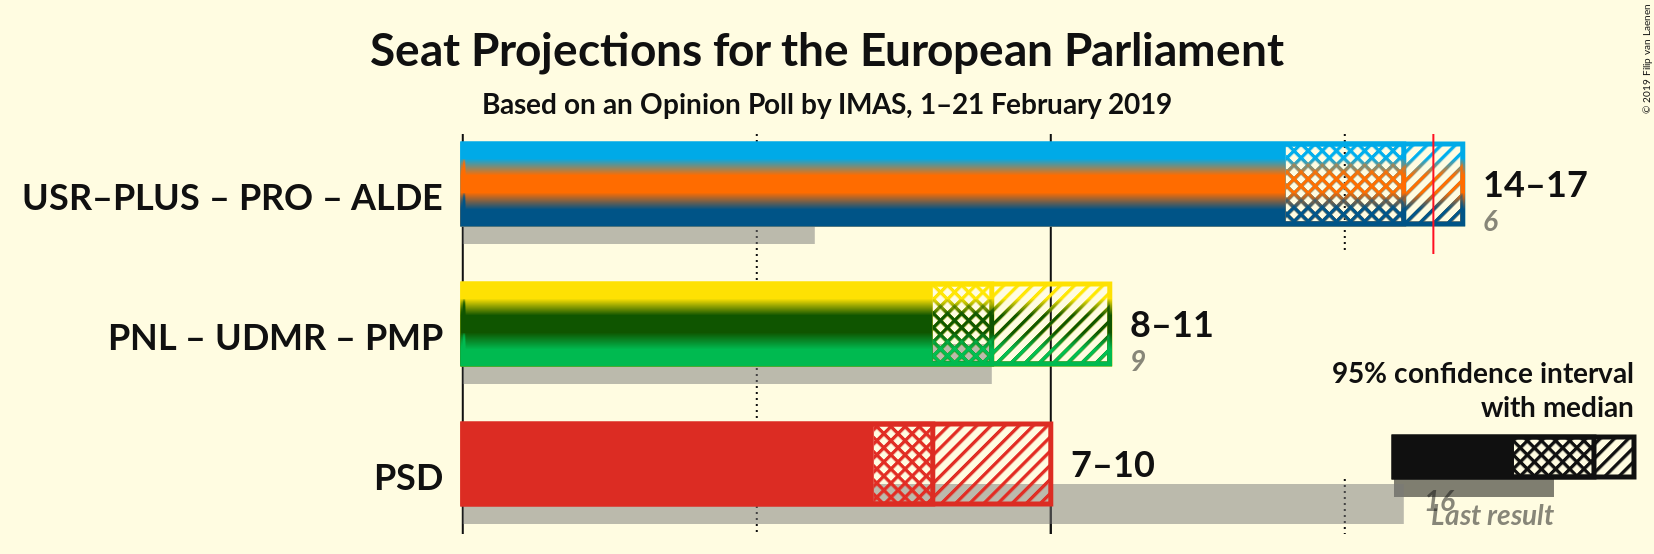 Seat Projections for the European Parliament
Based on an Opinion Poll by IMAS, 1–21 February 2019
© 2019 Filip van Laenen
USR–PLUS – PRO – ALDE
14–17
6
PNL – UDMR – PMP
8–11
9
95% confidence interval
with median
PSD
7–10
16
Last result